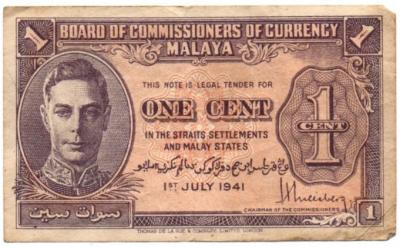 1 BOARD OF COMMISSIONERS OF CURRENCY 1
MALAYA
THIS NOTE IS LEGAL TENDER FOR
ONE CENT
IN THE STRAITS SETTLEMENTS
AND MALAY STATES
1 CENT
1ST JULY 1941
CHAIRMAN OF THE COMMISSIONERS
سوات سين
1
THOMAS DE LA RUE & COMPANY, LIMITED, LONDON